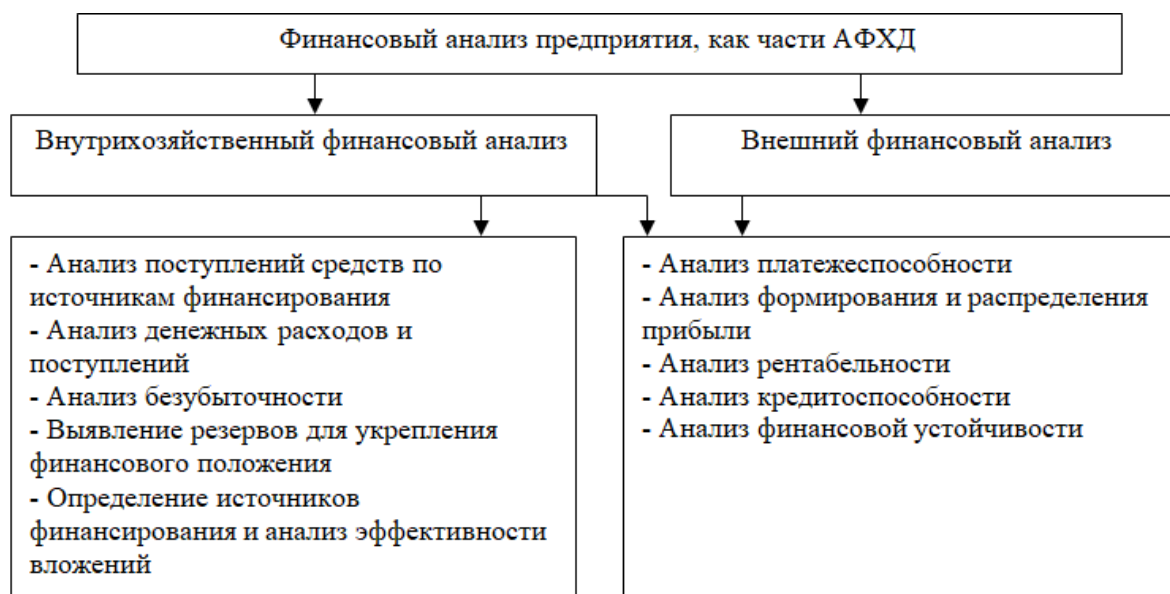 Финансовый анализ предприятия, как части АФХД
Внутрихозяйственный финансовый анализ
Внешний финансовый анализ
- Анализ поступлений средств по
источникам финансирования
- Анализ денежных расходов и
поступлений
- Анализ безубыточности
- Выявление резервов для укрепления
финансового положения
- Определение источников
финансирования и анализ эффективности
вложений
- Анализ платежеспособности
- Анализ формирования и распределения
прибыли
- Анализ рентабельности
- Анализ кредитоспособности
- Анализ финансовой устойчивости